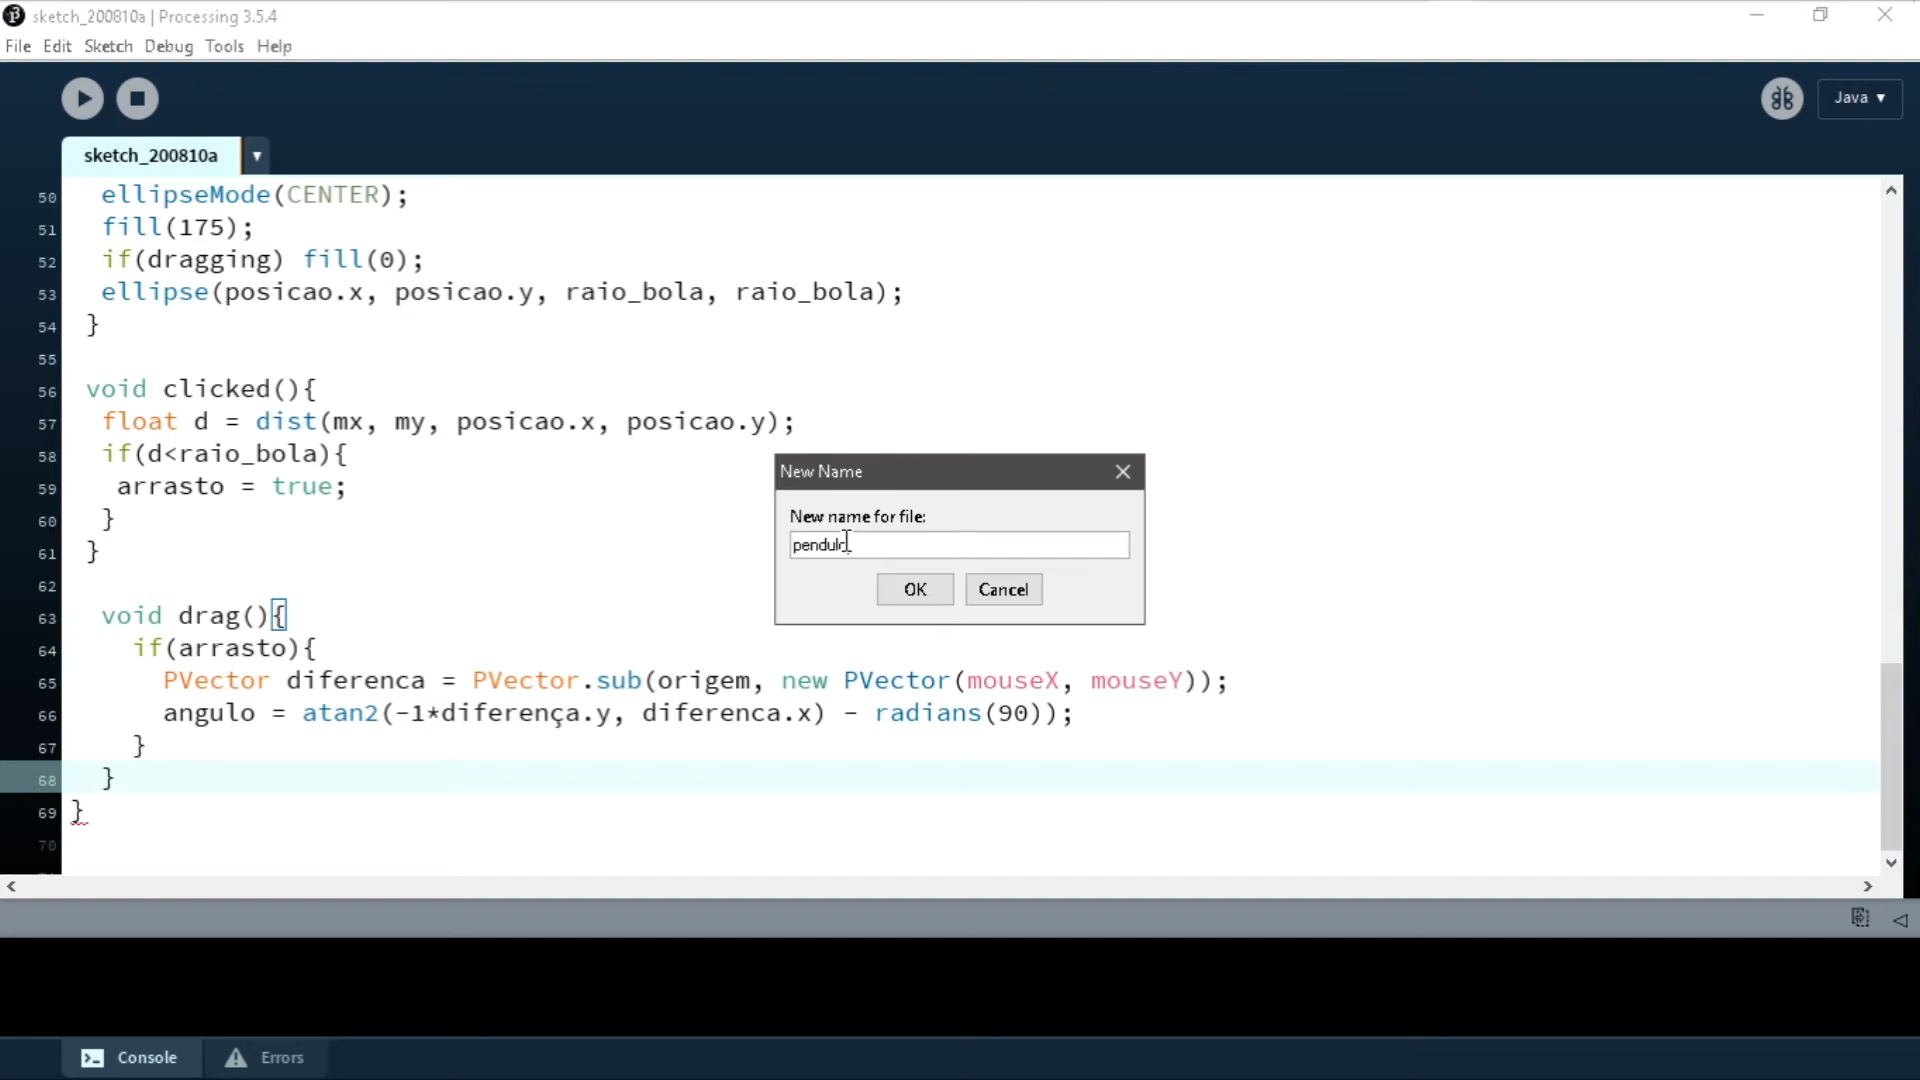 sketch_200810a | Processing 3.5.4
File Edit Sketch Debug Tools Help
Java ▾
sketch_200810a ▾
50 ellipseMode(CENTER);
51 fill(175);
52 if(dragging) fill(0);
53 ellipse(posicao.x, posicao.y, raio_bola, raio_bola);
54 }
55
56 void clicked(){
57 float d = dist(mx, my, posicao.x, posicao.y);
58 if(d<raio_bola){
59 arrasto = true;
60 }
61 }
62
63 void drag(){
64 if(arrasto){
65 PVector diferenca = PVector.sub(origem, new PVector(mouseX, mouseY));
66 angulo = atan2(-1*diferença.y, diferenca.x) - radians(90));
67 }
68 }
69 }
70
New Name
New name for file:
pendulo
OK Cancel
Console Errors